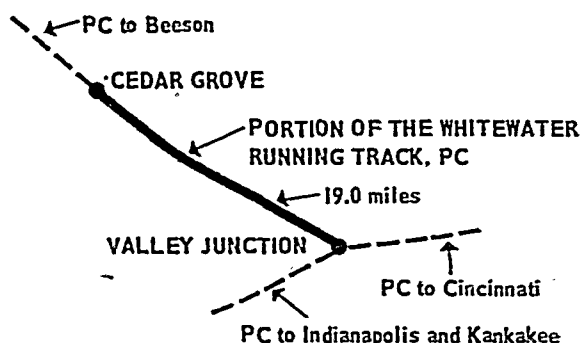 PC to Beeson
CEDAR GROVE
PORTION OF THE WHITEWATER
RUNNING TRACK, PC
19.0 miles
VALLEY JUNCTION
PC to Cincinnati
PC to Indianapolis and Kankakee